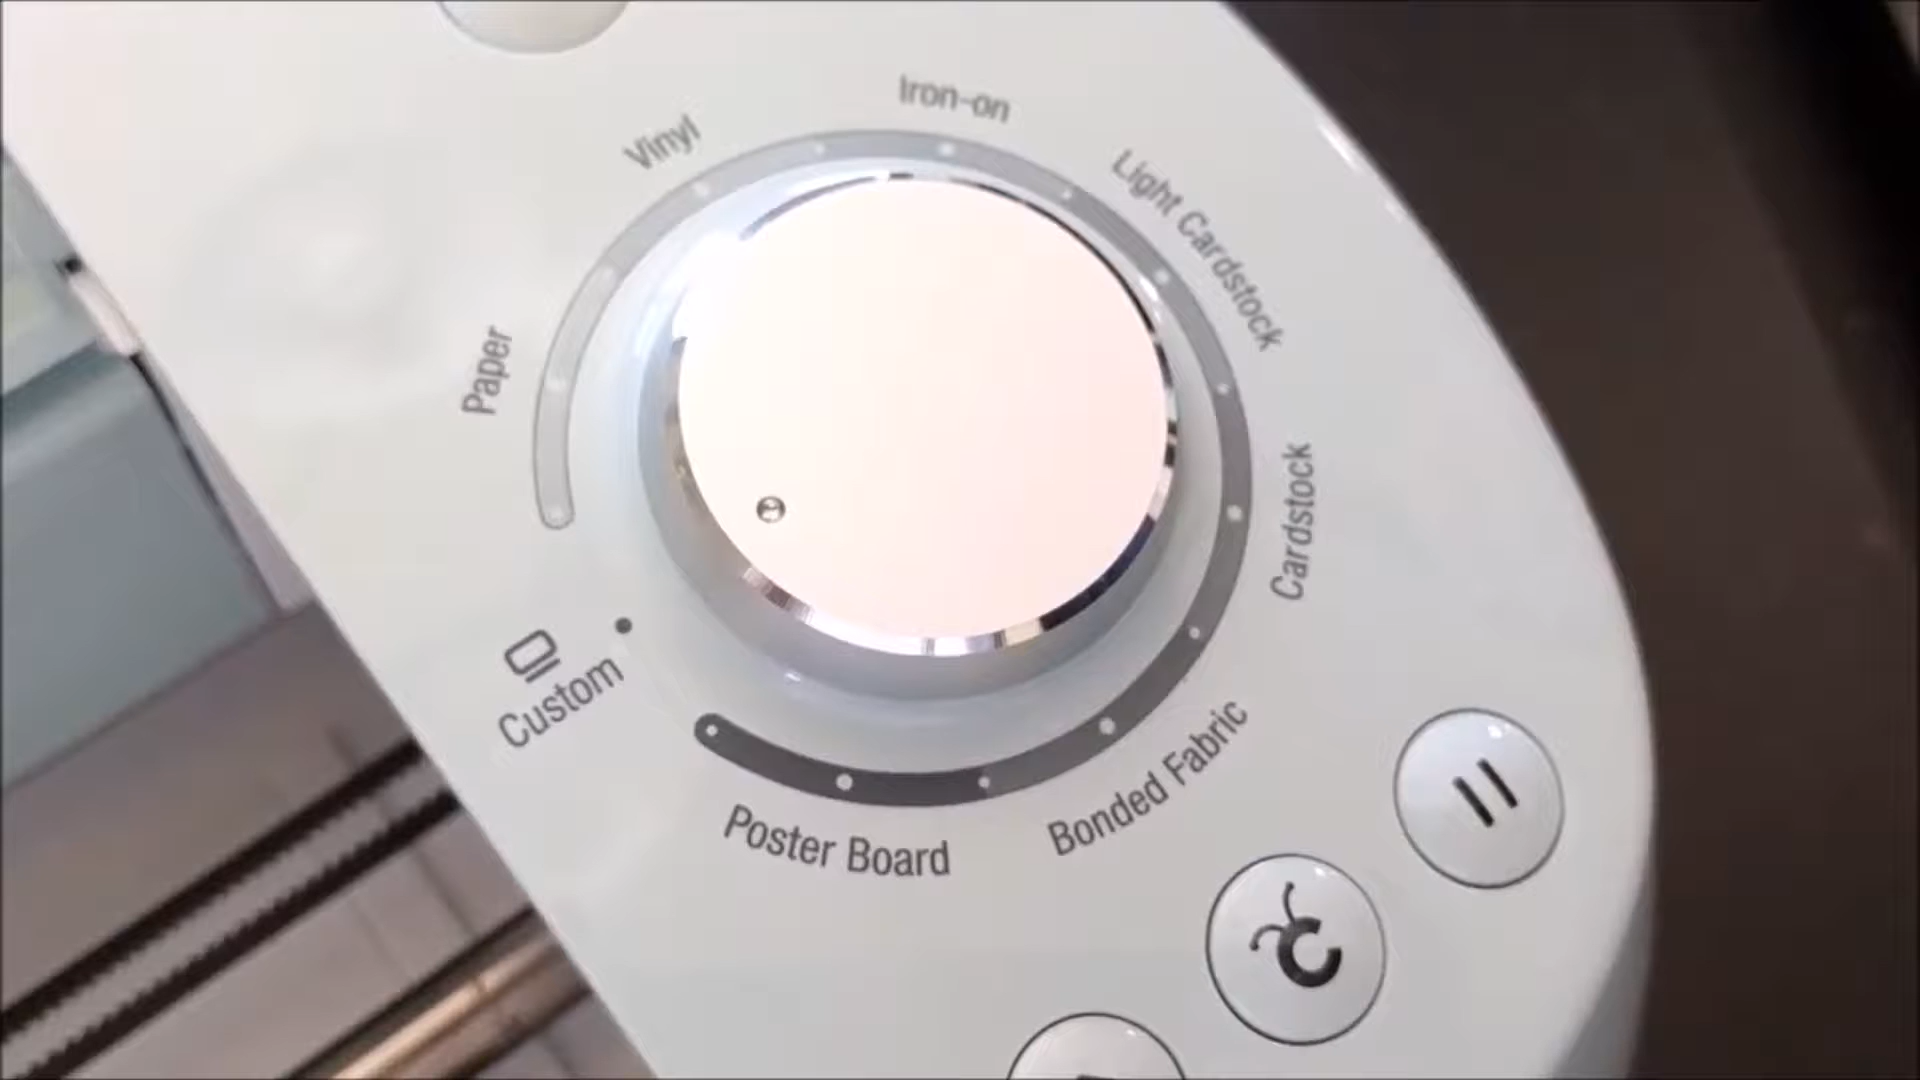 Iron-on
Vinyl
Light Cardstock
Paper
Cardstock
Custom
Bonded Fabric
Poster Board